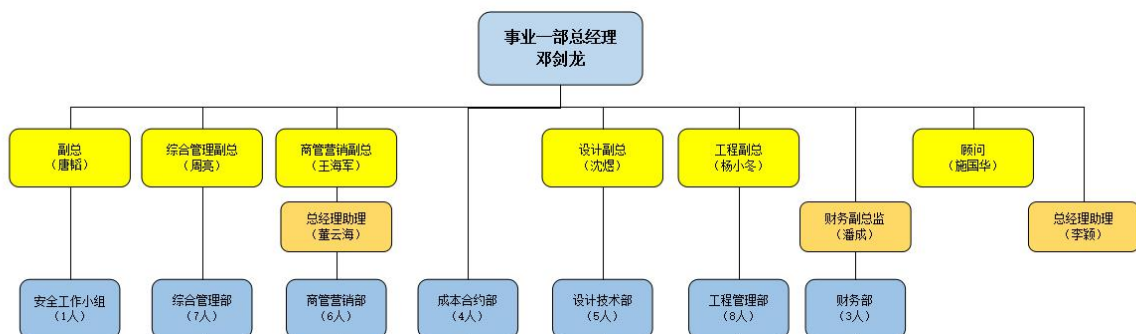 事业一部总经理
邓剑龙
副总
（唐韬）
综合管理副总
（周亮）
商管营销副总
（王海军）
设计副总
（沈煜）
工程副总
（杨小冬）
顾问
（施国华）
总经理助理
（董云海）
财务副总监
（潘成）
总经理助理
（李颖）
安全工作小组
（1人）
综合管理部
（7人）
商管营销部
（6人）
成本合约部
（4人）
设计技术部
（5人）
工程管理部
（8人）
财务部
（3人）